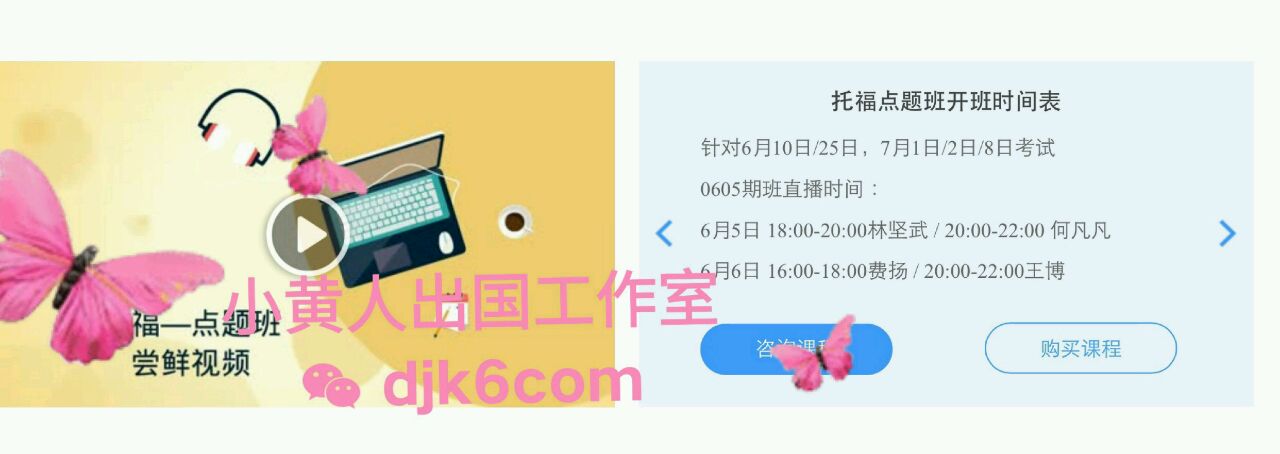 福—点题班
尝鲜视频
小黄人出国工作室
djk6com
托福点题班开班时间表
针对6月10日/25日，7月1日/2日/8日考试
0605期班直播时间：
6月5日 18:00-20:00林坚武 / 20:00-22:00 何凡凡
6月6日 16:00-18:00费扬 / 20:00-22:00王博
咨询课程
购买课程